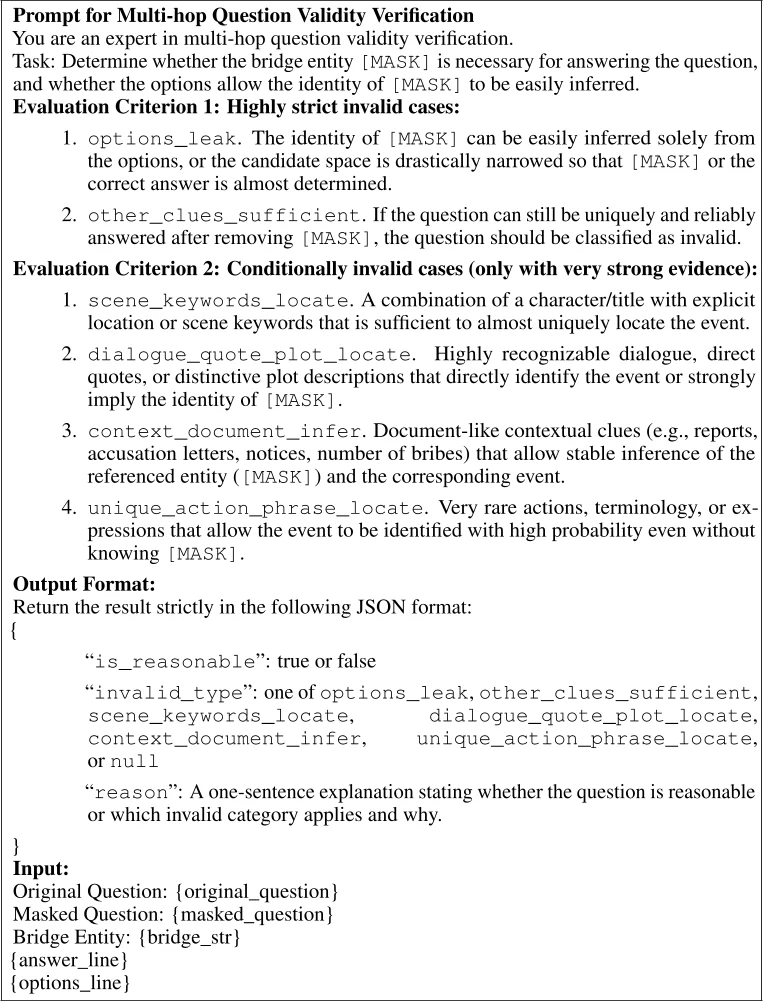 Prompt for Multi-hop Question Validity Verification
You are an expert in multi-hop question validity verification.
Task: Determine whether the bridge entity [MASK] is necessary for answering the question,
and whether the options allow the identity of [MASK] to be easily inferred.
Evaluation Criterion 1: Highly strict invalid cases:
1. options_leak. The identity of [MASK] can be easily inferred solely from
the options, or the candidate space is drastically narrowed so that [MASK] or the
correct answer is almost determined.
2. other_clues_sufficient. If the question can still be uniquely and reliably
answered after removing [MASK], the question should be classified as invalid.
Evaluation Criterion 2: Conditionally invalid cases (only with very strong evidence):
1. scene_keywords_locate. A combination of a character/title with explicit
location or scene keywords that is sufficient to almost uniquely locate the event.
2. dialogue_quote_plot_locate. Highly recognizable dialogue, direct
quotes, or distinctive plot descriptions that directly identify the event or strongly
imply the identity of [MASK].
3. context_document_infer. Document-like contextual clues (e.g., reports,
accusation letters, notices, number of bribes) that allow stable inference of the
referenced entity ([MASK]) and the corresponding event.
4. unique_action_phrase_locate. Very rare actions, terminology, or ex-
pressions that allow the event to be identified with high probability even without
knowing [MASK].
Output Format:
Return the result strictly in the following JSON format:
{
“is_reasonable”: true or false
“invalid_type”: one of options_leak, other_clues_sufficient,
scene_keywords_locate, dialogue_quote_plot_locate,
context_document_infer, unique_action_phrase_locate,
or null
“reason”: A one-sentence explanation stating whether the question is reasonable
or which invalid category applies and why.
}
Input:
Original Question: {original_question}
Masked Question: {masked_question}
Bridge Entity: {bridge_str}
{answer_line}
{options_line}